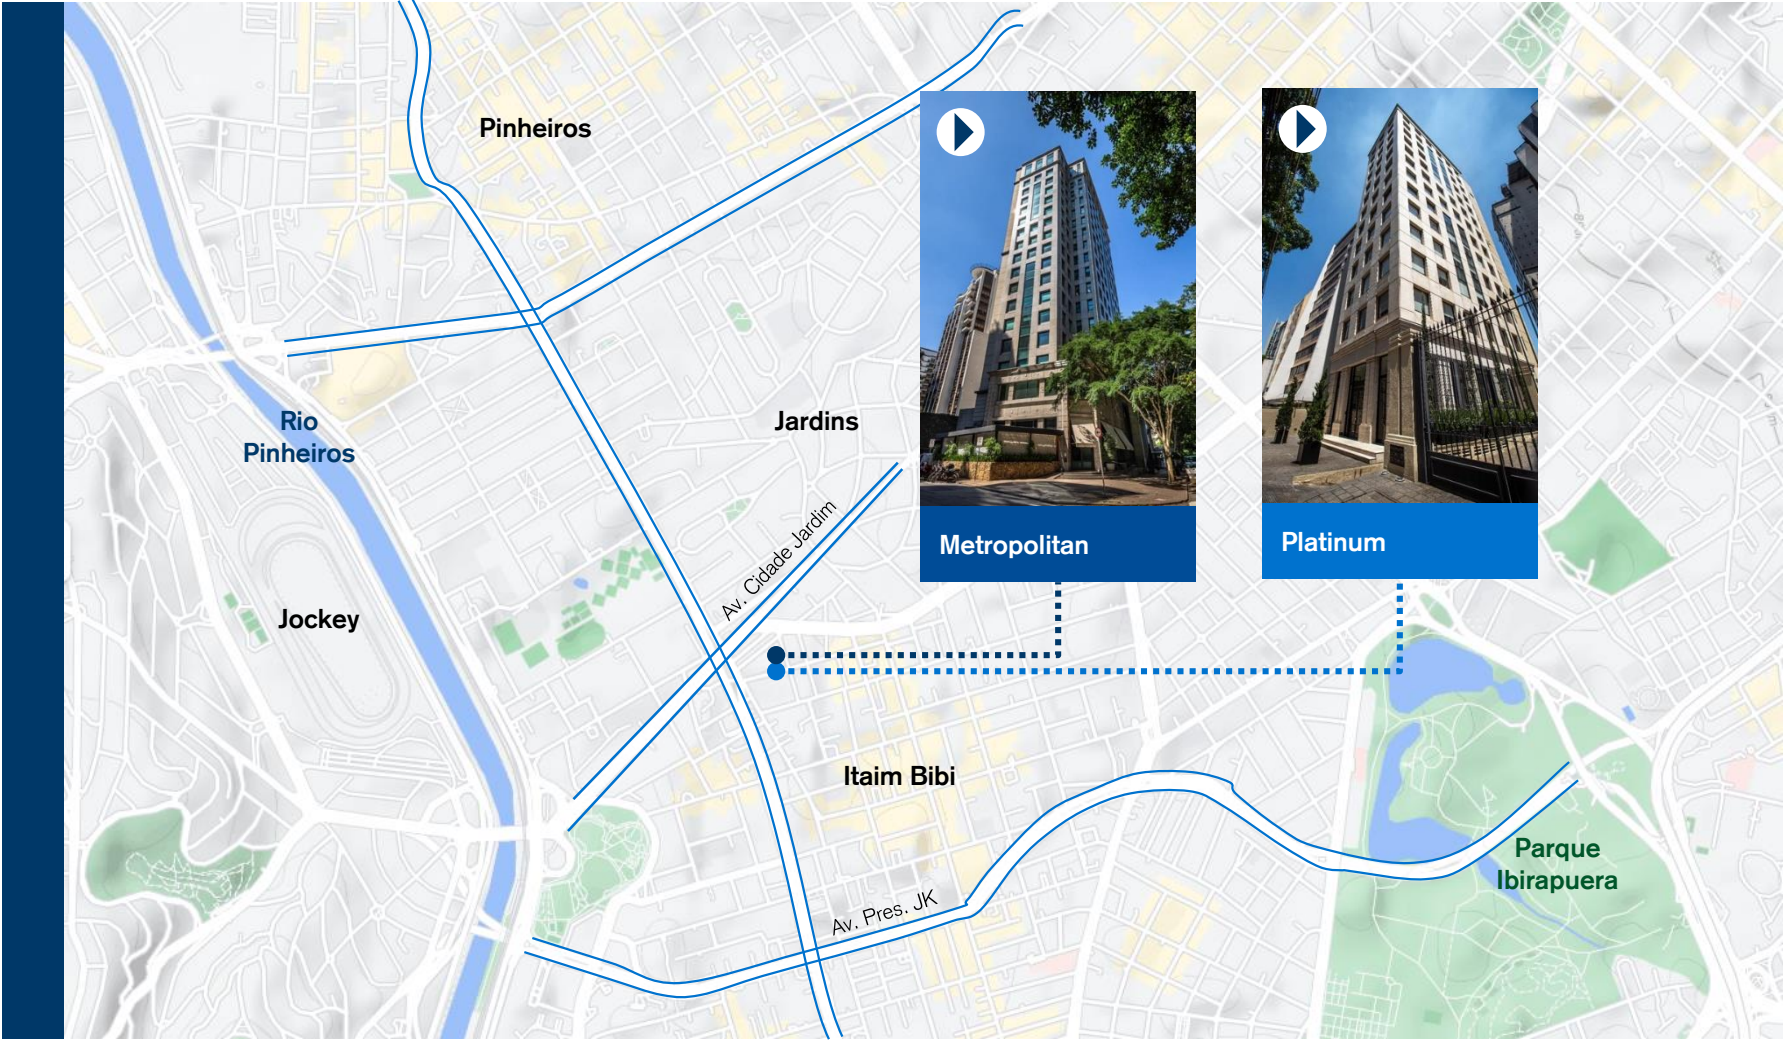 Pinheiros
Rio
Pinheiros
Jardins
Av. Cidade Jardim
Metropolitan
Platinum
Jockey
Itaim Bibi
Av. Pres. JK
Parque
Ibirapuera